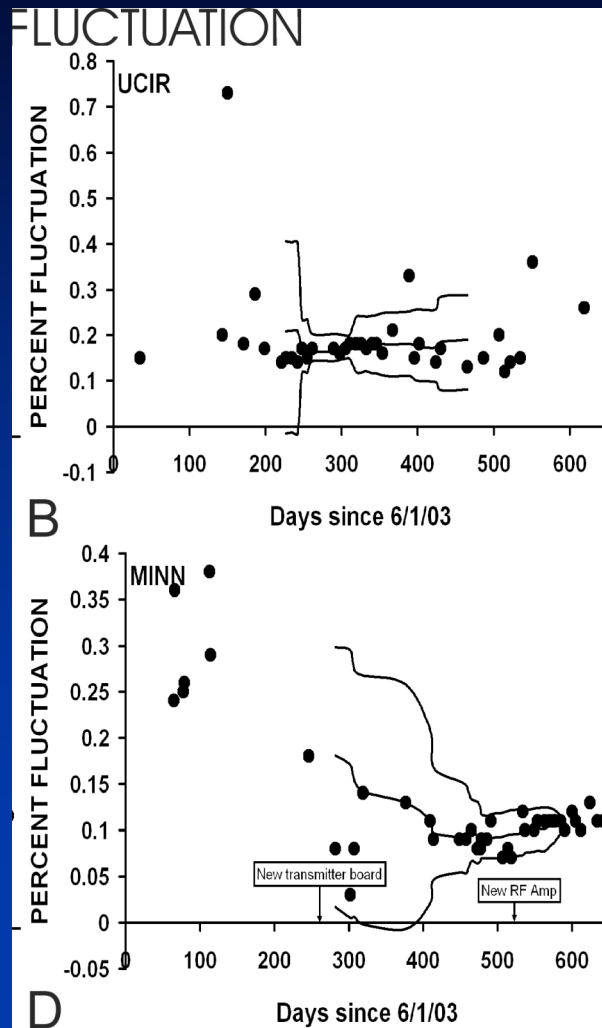 FLUCTUATION
UCIR
PERCENT FLUCTUATION
0.8
0.7
0.6
0.5
0.4
0.3
0.2
0.1
0
-0.1
0 100 200 300 400 500 600
Days since 6/1/03
B
MINN
PERCENT FLUCTUATION
0.4
0.35
0.3
0.25
0.2
0.15
0.1
0.05
0
-0.05
New transmitter board
New RF Amp
0 100 200 300 400 500 600
Days since 6/1/03
D